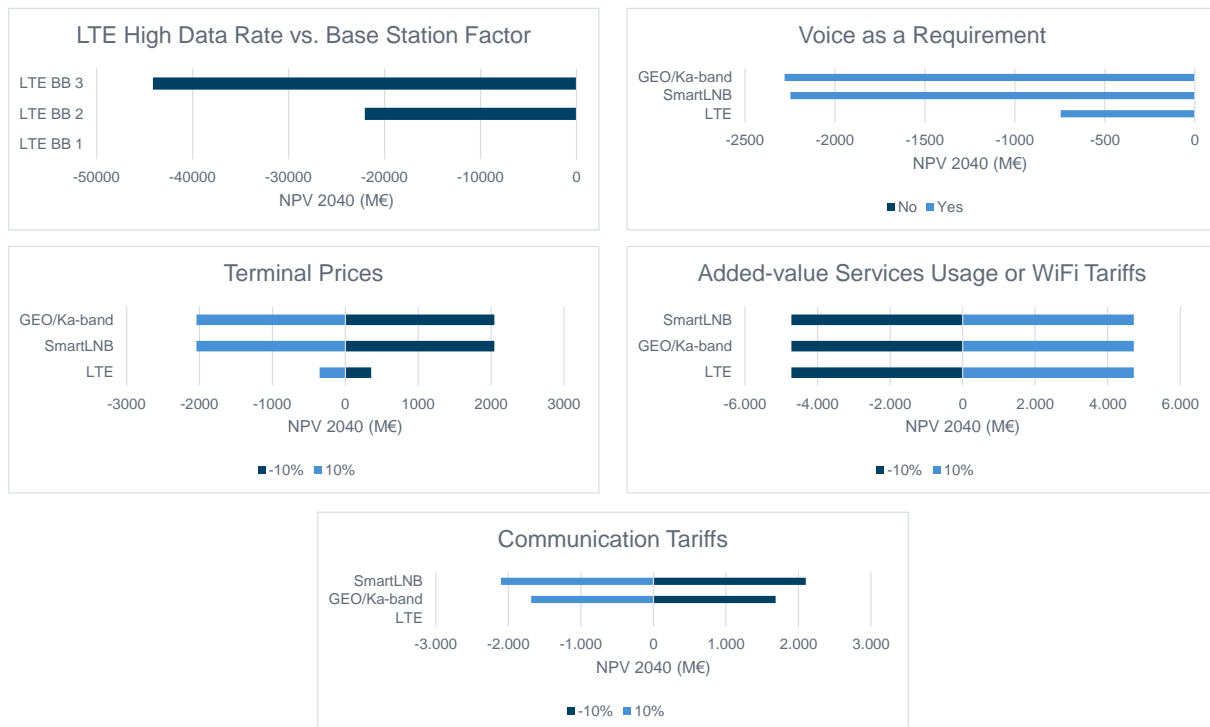 LTE High Data Rate vs. Base Station Factor
LTE BB 3
LTE BB 2
LTE BB 1
-50000 -40000 -30000 -20000 -10000 0
NPV 2040 (M€)
Voice as a Requirement
GEO/Ka-band
SmartLNB
LTE
-2500 -2000 -1500 -1000 -500 0
NPV 2040 (M€)
No Yes
Terminal Prices
GEO/Ka-band
SmartLNB
LTE
-3000 -2000 -1000 0 1000 2000 3000
NPV 2040 (M€)
-10% 10%
Added-value Services Usage or WiFi Tariffs
SmartLNB
GEO/Ka-band
LTE
-6.000 -4.000 -2.000 0 2.000 4.000 6.000
NPV 2040 (M€)
-10% 10%
Communication Tariffs
SmartLNB
GEO/Ka-band
LTE
-3.000 -2.000 -1.000 0 1.000 2.000 3.000
NPV 2040 (M€)
-10% 10%